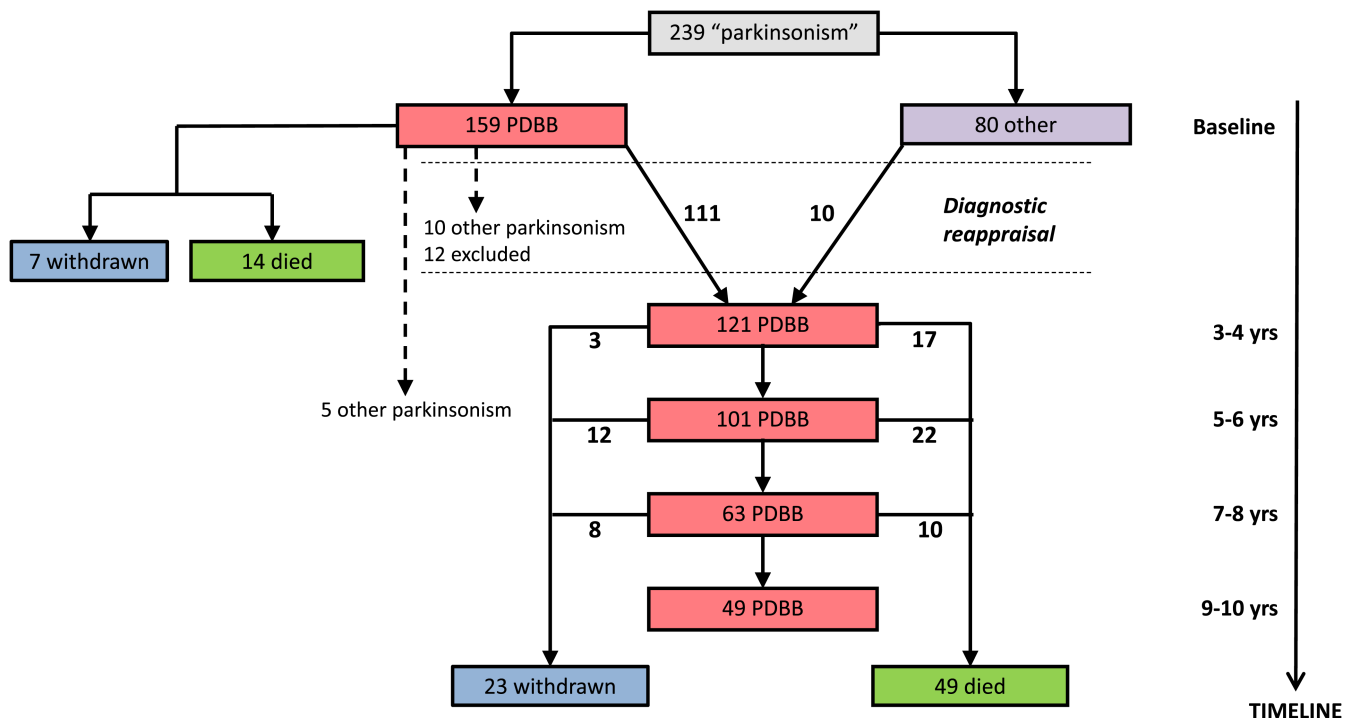 239 “parkinsonism”
159 PDBB
80 other
Baseline
111
10
Diagnostic
reappraisal
10 other parkinsonism
12 excluded
7 withdrawn
14 died
121 PDBB
3
17
3-4 yrs
5 other parkinsonism
101 PDBB
12
22
5-6 yrs
63 PDBB
8
10
7-8 yrs
49 PDBB
9-10 yrs
23 withdrawn
49 died
TIMELINE